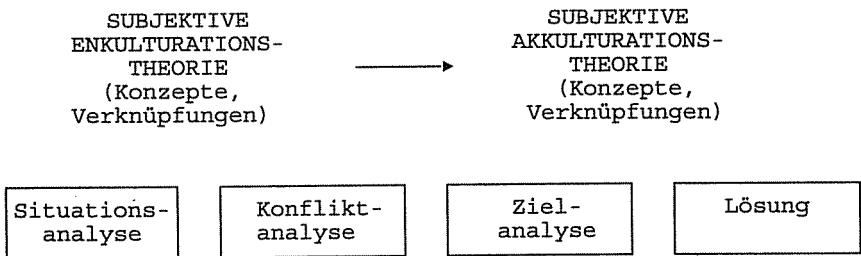 SUBJEKTIVE
ENKULTURATIONS-
THEORIE
(Konzepte,
Verknüpfungen)
SUBJEKTIVE
AKKULTURATIONS-
THEORIE
(Konzepte,
Verknüpfungen)
Situations-
analyse
Konflikt-
analyse
Ziel-
analyse
Lösung